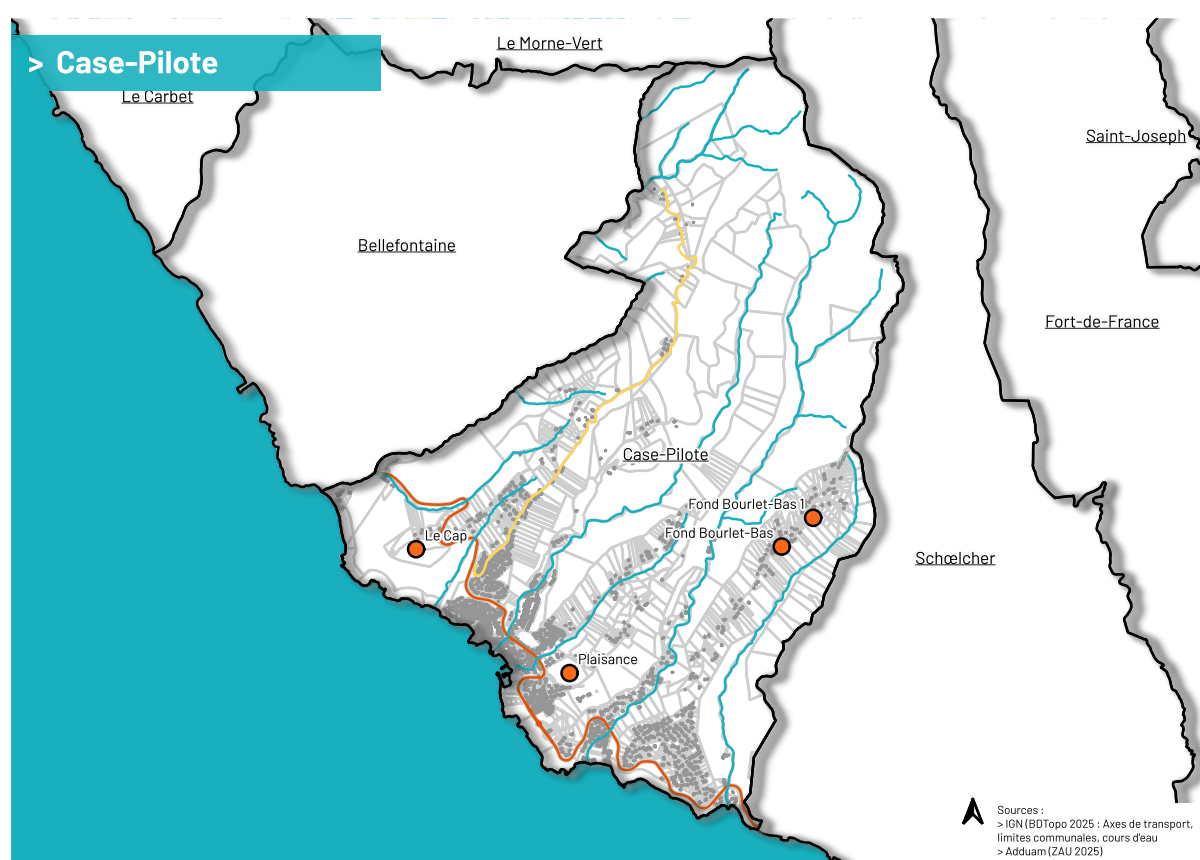 Le Morne-Vert
> Case-Pilote
Le Carbet
Saint-Joseph
Bellefontaine
Fort-de-France
Case-Pilote
Fond Bourlet-Bas 1
Fond Bourlet-Bas
Le Cap
Schœlcher
Plaisance
Sources :
> IGN (BDTopo 2025 : Axes de transport,
limites communales, cours d'eau
> Adduam (ZAU 2025)